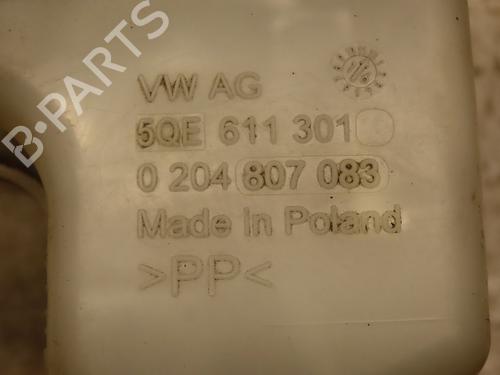 VW AG
5QE 611 301
0 204 807 083
Made in Poland
>PP<
B-PARTS